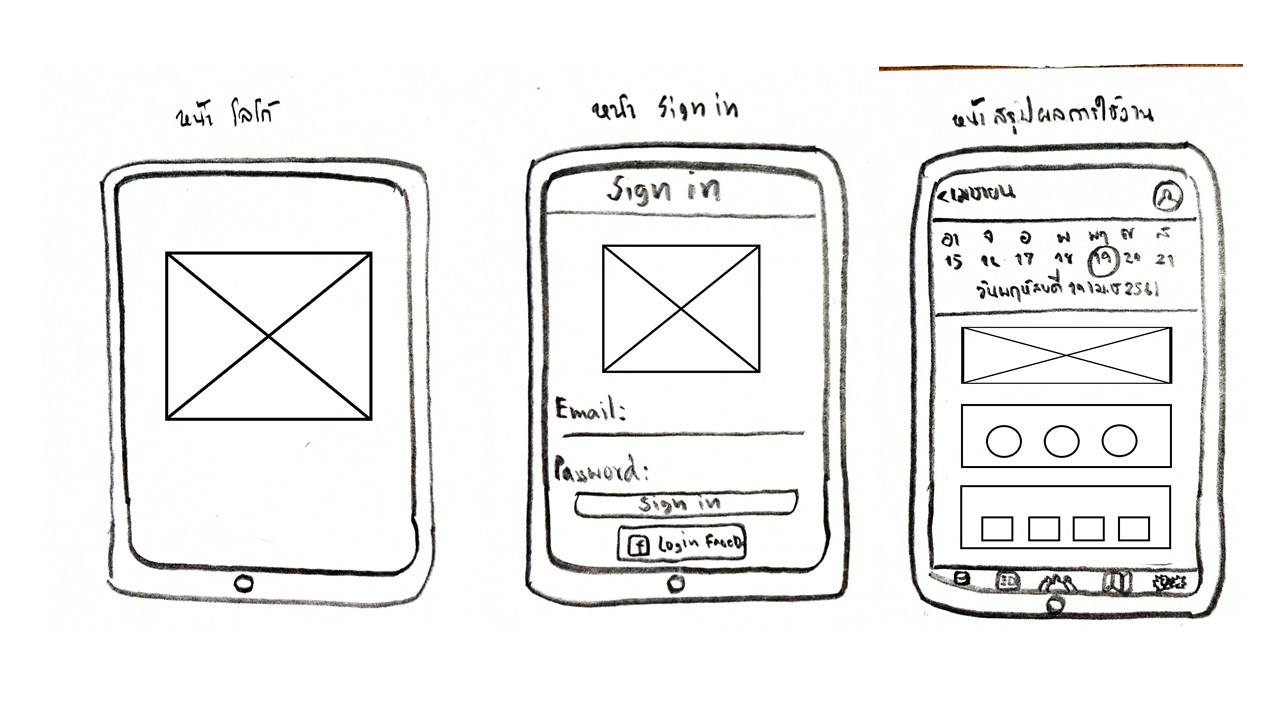 หน้า โลโก้
หน้า Sign in
Sign in
Email:
Password:
Sign in
f Login FaceB
หน้า สรุปผลการใช้งาน
<เมษายน
อา จ อ พ พฤ ศ ส
15 16 17 18 19 20 21
วันพฤหัสบดี 19 เมษ 2561